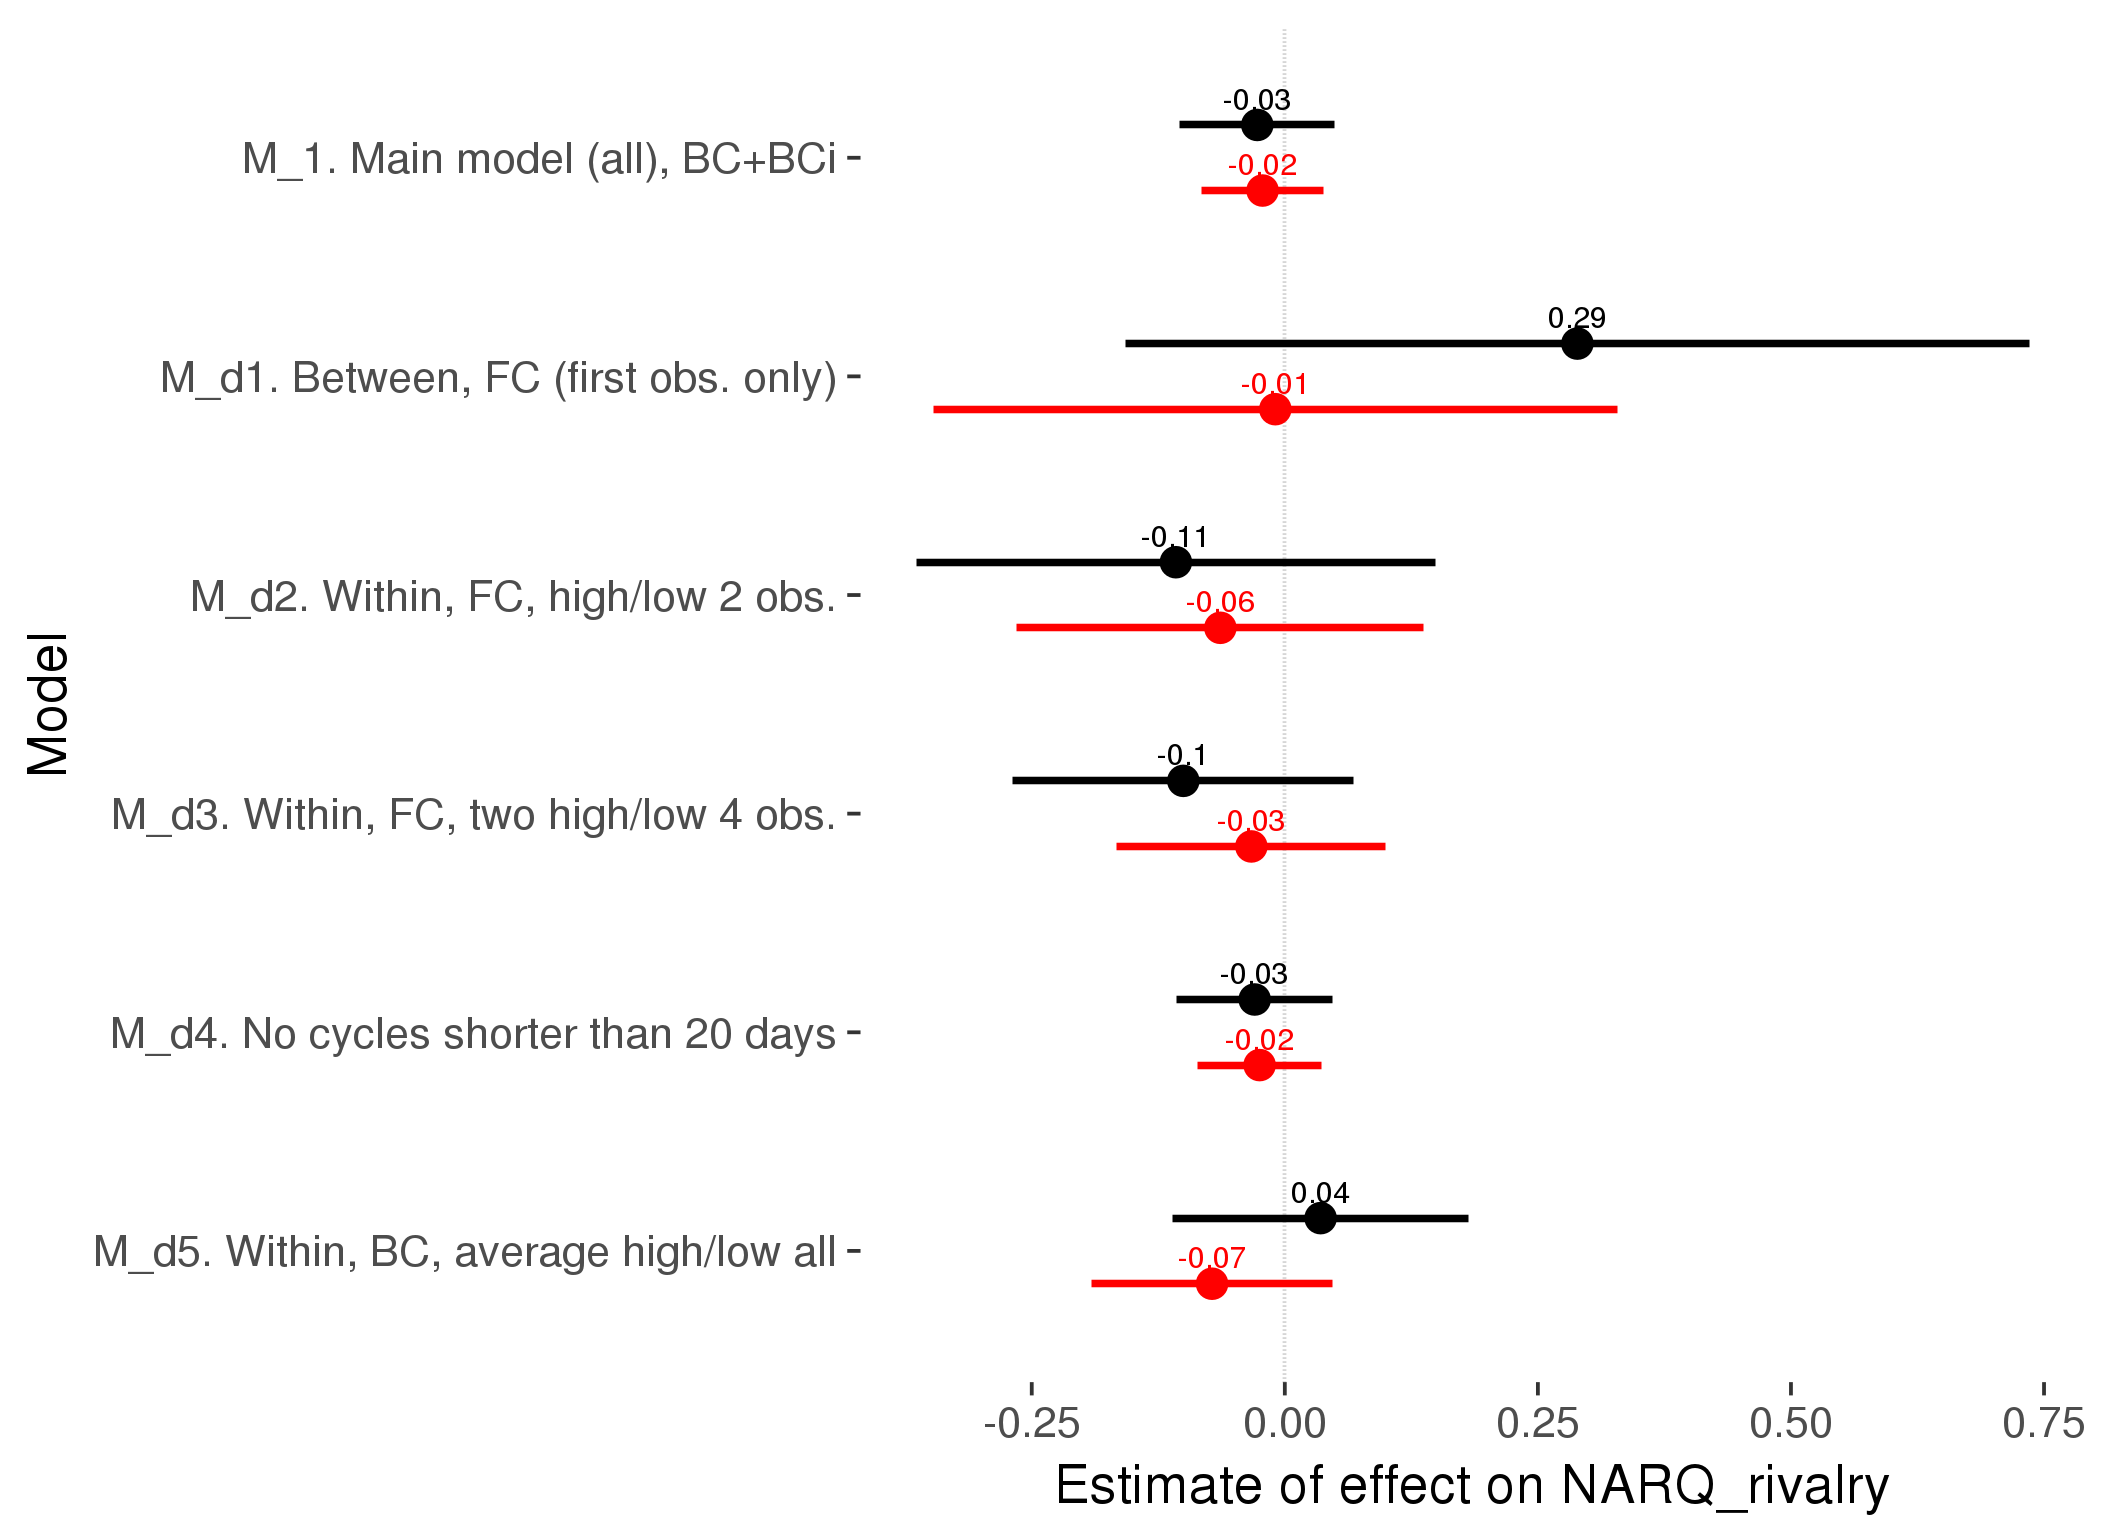 -0.03
M_1. Main model (all), BC+BCi
-0.02
0.29
M_d1. Between, FC (first obs. only)
-0.01
-0.11
M_d2. Within, FC, high/low 2 obs.
-0.06
Model
-0.1
M_d3. Within, FC, two high/low 4 obs.
-0.03
-0.03
M_d4. No cycles shorter than 20 days
-0.02
0.04
M_d5. Within, BC, average high/low all
-0.07
-0.25 0.00 0.25 0.50 0.75
Estimate of effect on NARQ_rivalry